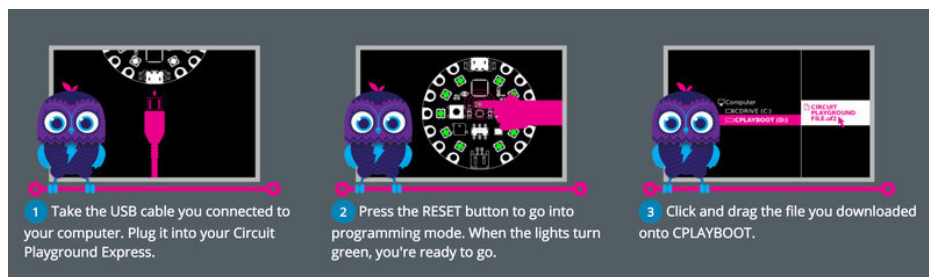 Computer
CDRIVE (C:)
CPLAYBOOT (D:)
CIRCUIT
PLAYGROUND
FILE.uf2
1 Take the USB cable you connected to
your computer. Plug it into your Circuit
Playground Express.
2 Press the RESET button to go into
programming mode. When the lights turn
green, you're ready to go.
3 Click and drag the file you downloaded
onto CPLAYBOOT.